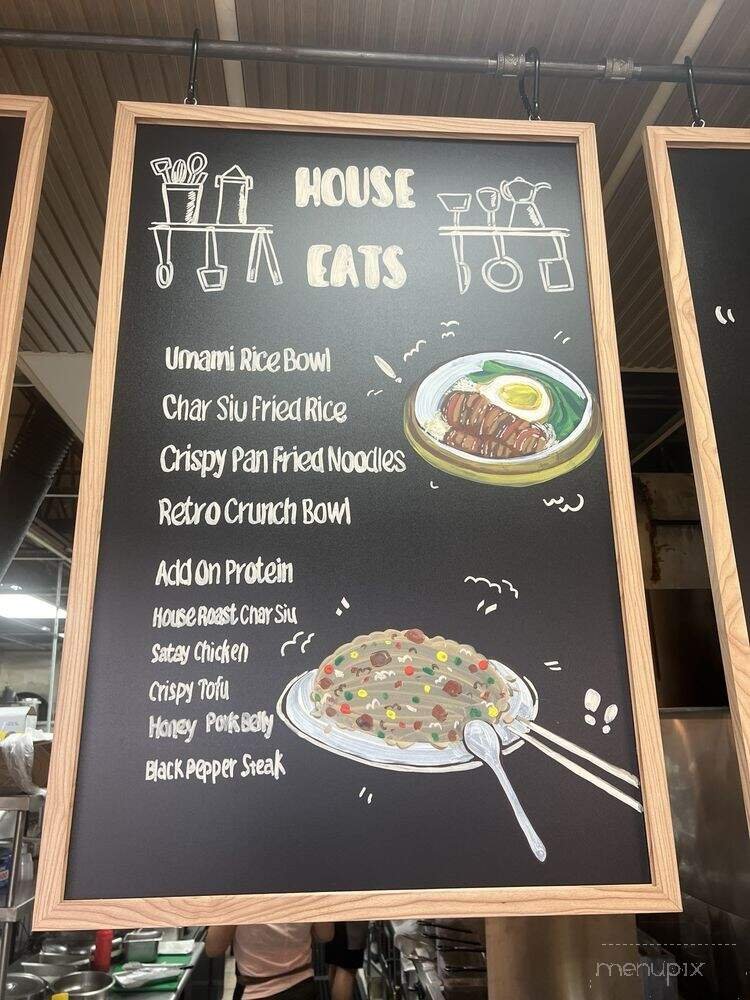 HOUSE
EATS
Umami Rice Bowl
Char Siu Fried Rice
Crispy Pan Fried Noodles
Retro Crunch Bowl
Add On Protein
House Roast Char Siu
Satay Chicken
Crispy Tofu
Honey Pork Belly
Black Pepper Steak
menupix